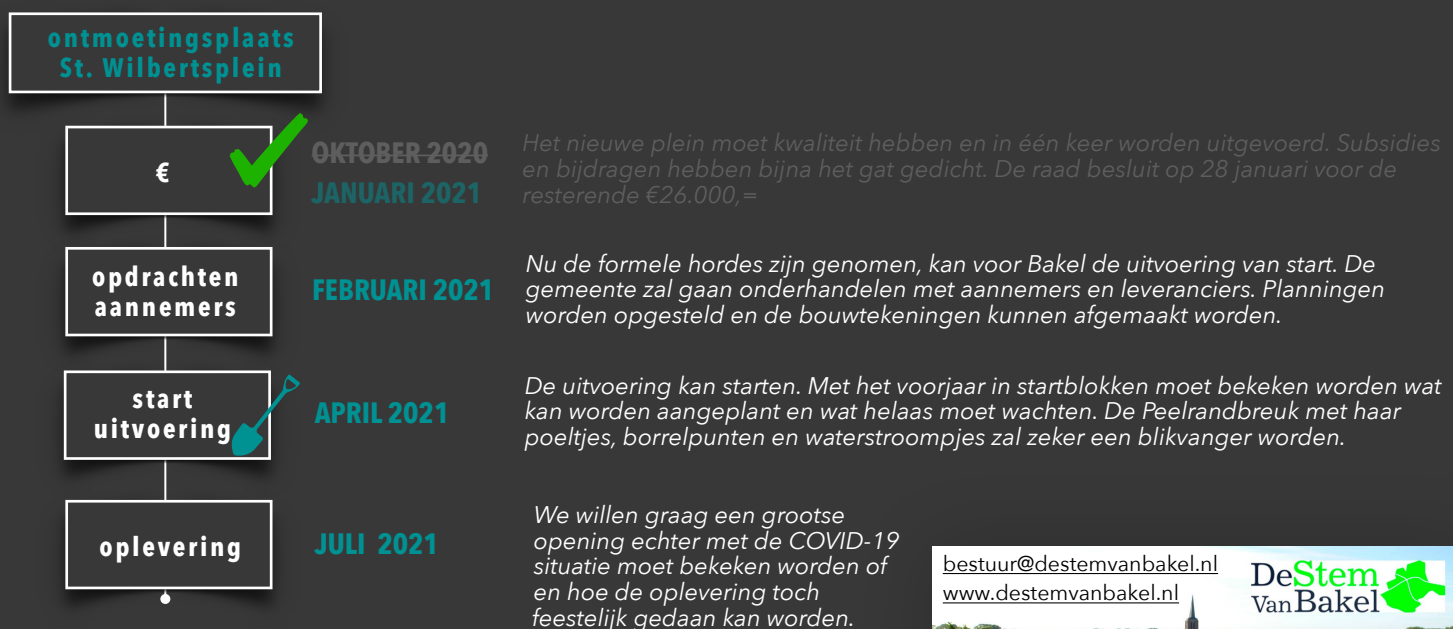 ontmoetingsplaats
St. Wilbertsplein
€
OKTOBER 2020
JANUARI 2021
Het nieuwe plein moet kwaliteit hebben en in één keer worden uitgevoerd. Subsidies
en bijdragen hebben bijna het gat gedicht. De raad besluit op 28 januari voor de
resterende €26.000,=
opdrachten
aannemers
FEBRUARI 2021
Nu de formele hordes zijn genomen, kan voor Bakel de uitvoering van start. De
gemeente zal gaan onderhandelen met aannemers en leveranciers. Planningen
worden opgesteld en de bouwtekeningen kunnen afgemaakt worden.
start
uitvoering
APRIL 2021
De uitvoering kan starten. Met het voorjaar in startblokken moet bekeken worden wat
kan worden aangeplant en wat helaas moet wachten. De Peelrandbreuk met haar
poeltjes, borrelpunten en waterstroompjes zal zeker een blikvanger worden.
oplevering
JULI 2021
We willen graag een grootse
opening echter met de COVID-19
situatie moet bekeken worden of
en hoe de oplevering toch
feestelijk gedaan kan worden.
bestuur@destemvanbakel.nl
www.destemvanbakel.nl
DeStem
VanBakel